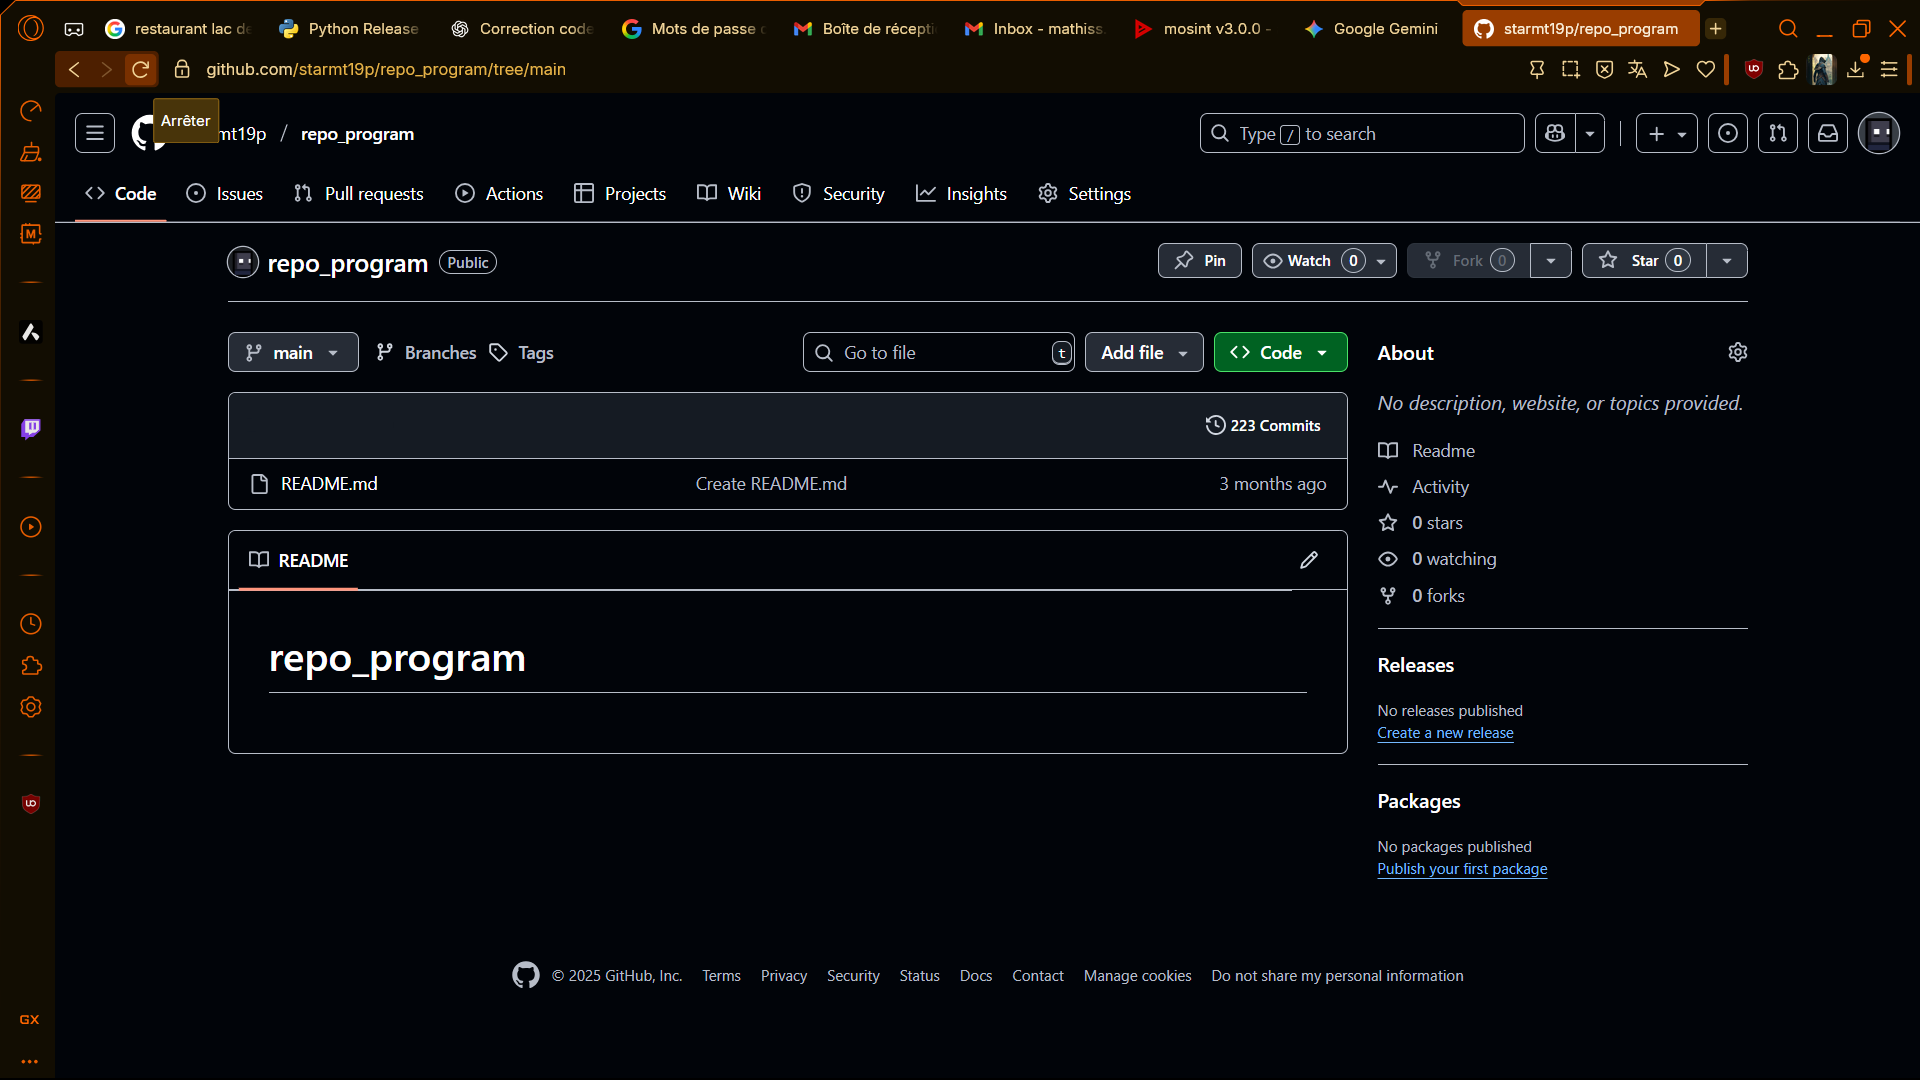 restaurant lac de
Python Release
Correction code
Mots de passe
Boîte de récepti
Inbox - mathiss.
mosint v3.0.0 -
Google Gemini
starmt19p/repo_program
github.com/starmt19p/repo_program/tree/main
Arrêter
mt19p / repo_program
Type / to search
Code
Issues
Pull requests
Actions
Projects
Wiki
Security
Insights
Settings
repo_program
Public
Pin
Watch 0
Fork 0
Star 0
main
Branches
Tags
Go to file
t
Add file
Code
About
No description, website, or topics provided.
223 Commits
README.md
Create README.md
3 months ago
Readme
Activity
0 stars
0 watching
0 forks
README
repo_program
Releases
No releases published
Create a new release
Packages
No packages published
Publish your first package
© 2025 GitHub, Inc.
Terms
Privacy
Security
Status
Docs
Contact
Manage cookies
Do not share my personal information
GX